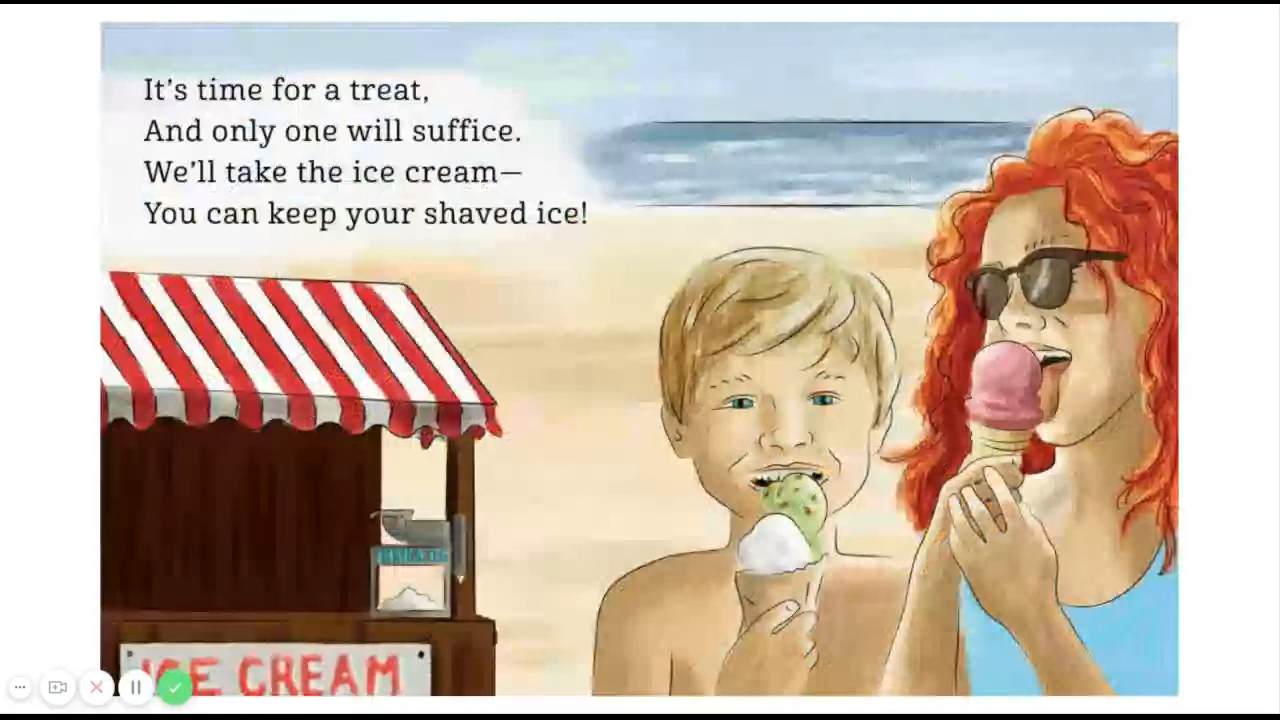 It's time for a treat,
And only one will suffice.
We'll take the ice cream—
You can keep your shaved ice!
ICE CREAM